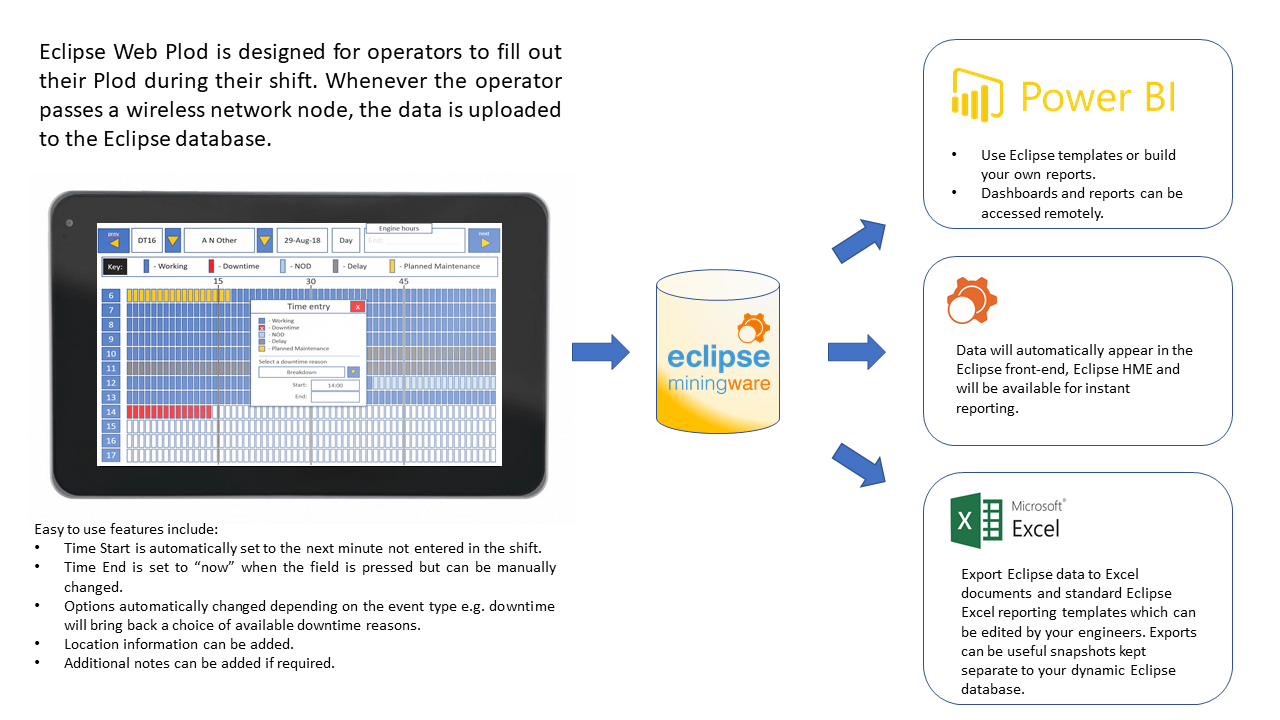 Eclipse Web Plod is designed for operators to fill out
their Plod during their shift. Whenever the operator
passes a wireless network node, the data is uploaded
to the Eclipse database.
prev
DT16
A N Other
29-Aug-18
Day
Engine hours
End:
next
Key:
- Working
- Downtime
- NOD
- Delay
- Planned Maintenance
15
30
45
6
7
8
9
10
11
12
13
14
15
16
17
Time entry
x
- Working
- Downtime
- NOD
- Delay
- Planned Maintenance
Select a downtime reason
Breakdown
Start:
14:00
End:
Easy to use features include:
• Time Start is automatically set to the next minute not entered in the shift.
• Time End is set to “now” when the field is pressed but can be manually
changed.
• Options automatically changed depending on the event type e.g. downtime
will bring back a choice of available downtime reasons.
• Location information can be added.
• Additional notes can be added if required.
eclipse
miningware
Power BI
• Use Eclipse templates or build
your own reports.
• Dashboards and reports can be
accessed remotely.
Data will automatically appear in the
Eclipse front-end, Eclipse HME and
will be available for instant
reporting.
X
Microsoft®
Excel
Export Eclipse data to Excel
documents and standard Eclipse
Excel reporting templates which can
be edited by your engineers. Exports
can be useful snapshots kept
separate to your dynamic Eclipse
database.